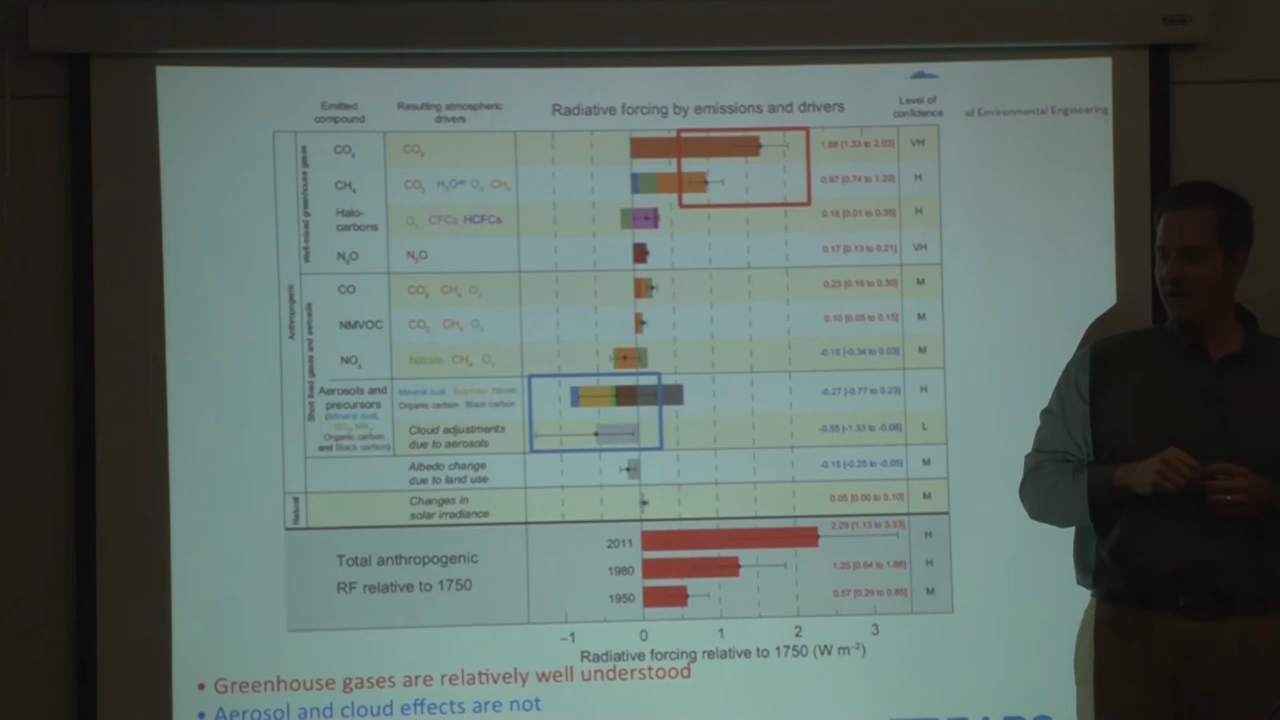 Emitted
compound
Resulting atmospheric
drivers
Radiative forcing by emissions and drivers
Level of
confidence
Environmental Engineering
Anthropogenic
Well-mixed greenhouse gases
CO₂
CO₂
1.68 [1.33 to 2.03]
VH
CH₄
CO₂ H₂Oˢᵗʳ O₃ CH₄
0.97 [0.74 to 1.20]
H
Halo-
carbons
O₃ CFCs HCFCs
0.18 [0.01 to 0.35]
H
N₂O
N₂O
0.17 [0.13 to 0.21]
VH
Short lived gases and aerosols
CO
CO₂ CH₄ O₃
0.23 [0.16 to 0.30]
M
NMVOC
CO₂ CH₄ O₃
0.10 [0.05 to 0.15]
M
NOₓ
Nitrate CH₄ O₃
-0.15 [-0.34 to 0.03]
M
Aerosols and
precursors
(Mineral dust,
SO₂, NH₃,
Organic carbon
and Black carbon)
Mineral dust Sulphate Nitrate
Organic carbon Black carbon
-0.27 [-0.77 to 0.23]
H
Cloud adjustments
due to aerosols
-0.55 [-1.33 to -0.06]
L
Albedo change
due to land use
-0.15 [-0.25 to -0.05]
M
Natural
Changes in
solar irradiance
0.05 [0.00 to 0.10]
M
Total anthropogenic
RF relative to 1750
2011
2.29 [1.13 to 3.33]
H
1980
1.25 [0.64 to 1.86]
H
1950
0.57 [0.29 to 0.85]
M
−1 0 1 2 3
Radiative forcing relative to 1750 (W m⁻²)
• Greenhouse gases are relatively well understood
• Aerosol and cloud effects are not